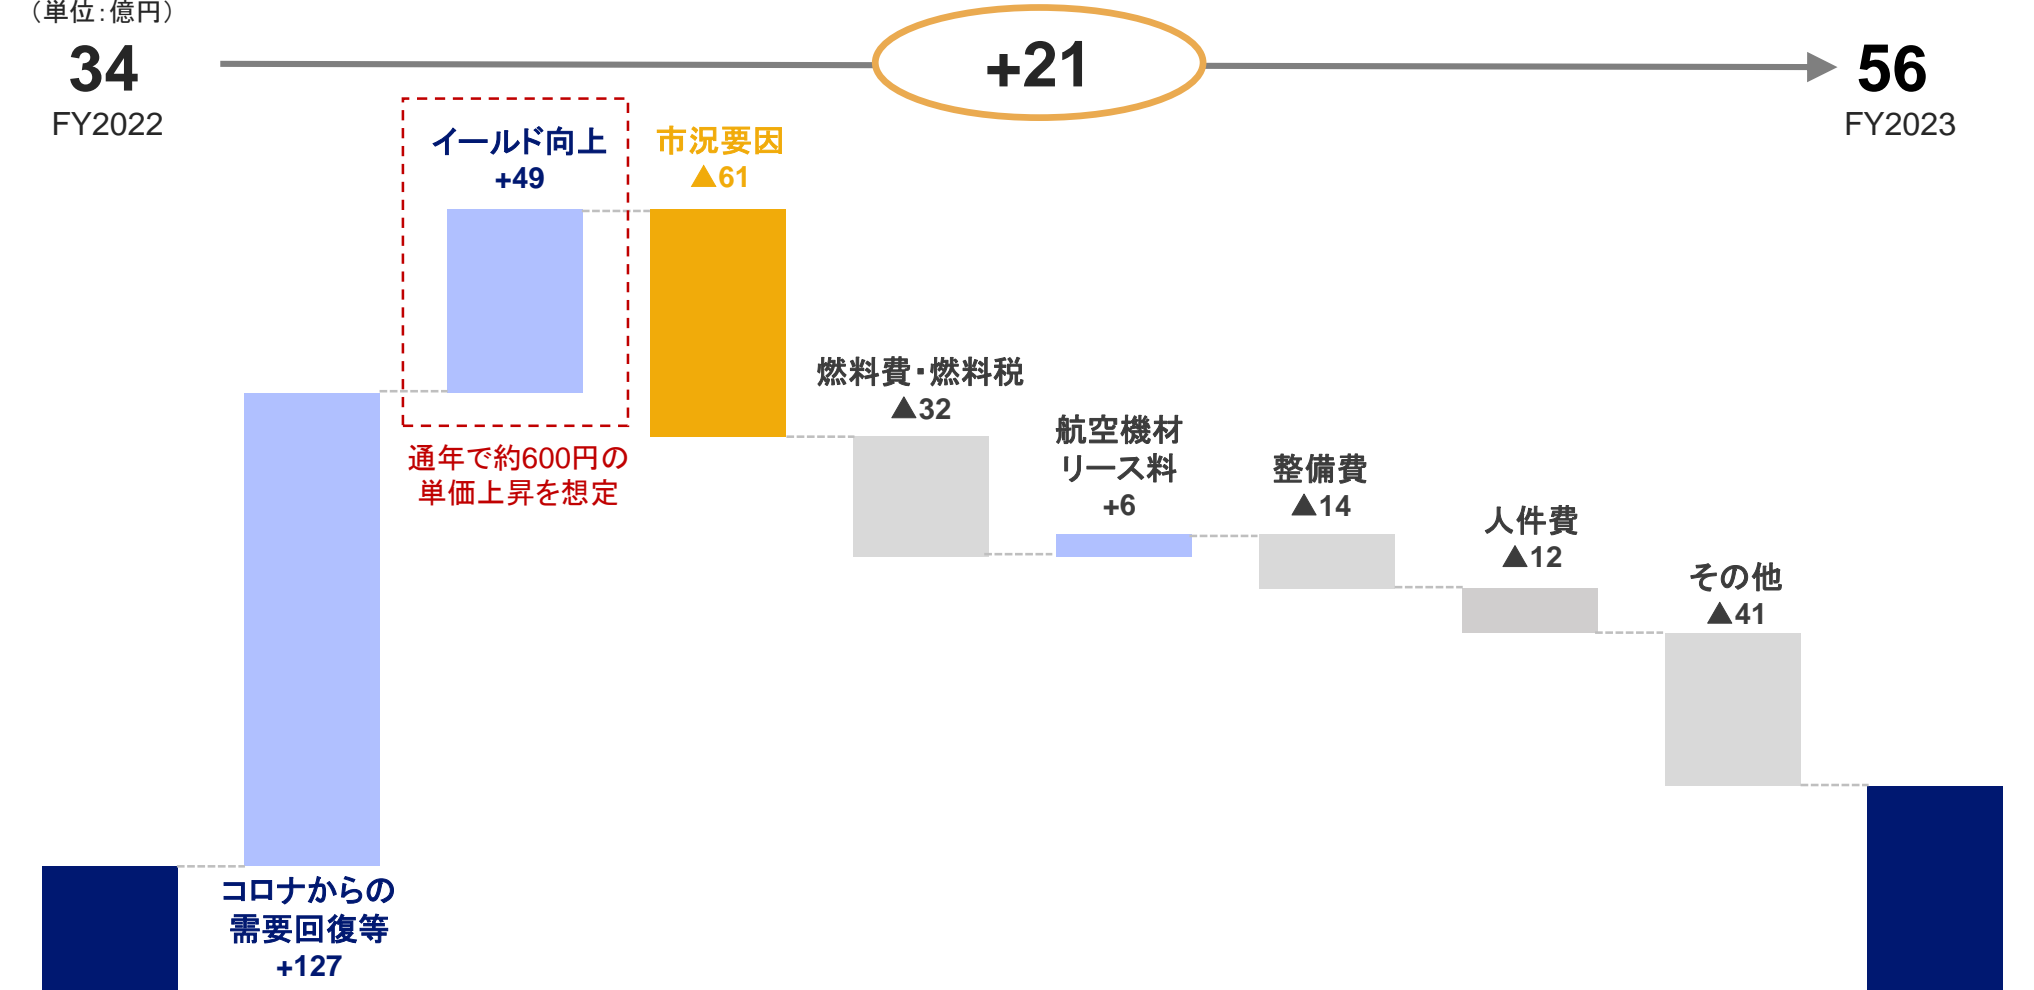 （単位：億円）
34
FY2022
+21
56
FY2023
イールド向上
+49
市況要因
▲61
通年で約600円の
単価上昇を想定
燃料費・燃料税
▲32
航空機材
リース料
+6
整備費
▲14
人件費
▲12
その他
▲41
コロナからの
需要回復等
+127